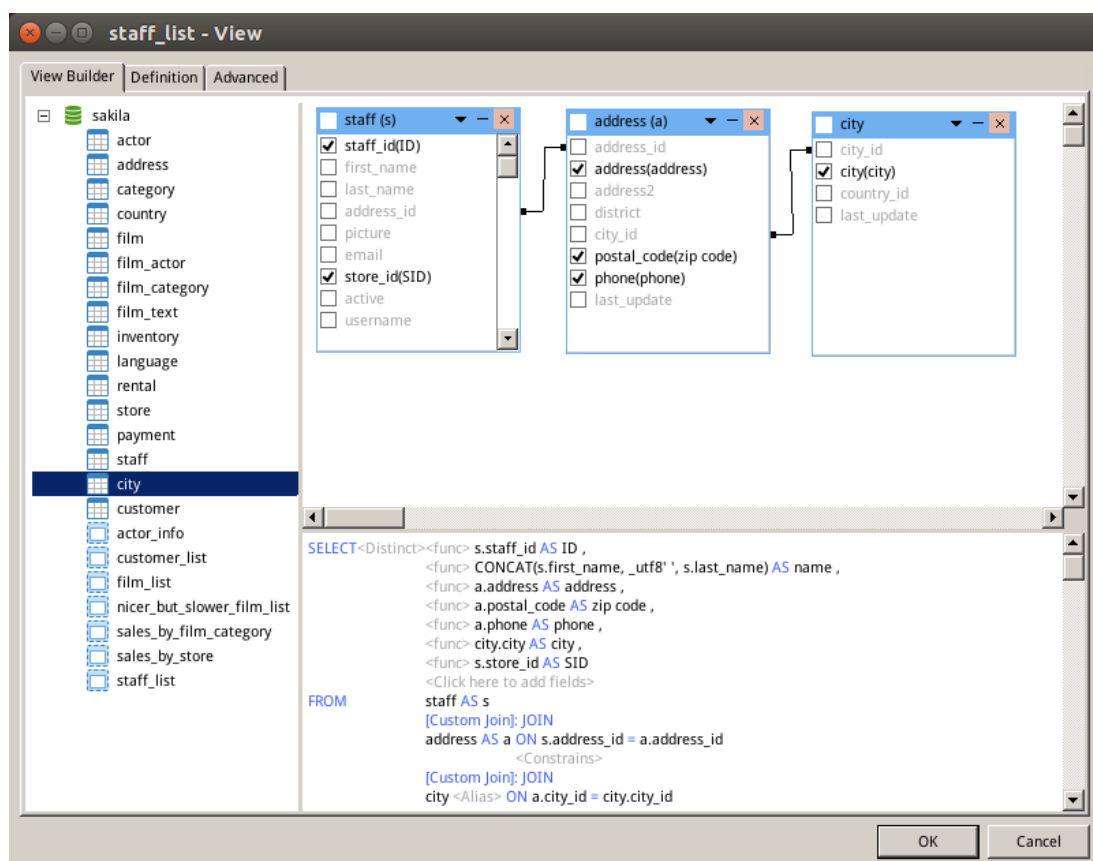 staff_list - View
View Builder Definition Advanced
sakila
actor
address
category
country
film
film_actor
film_category
film_text
inventory
language
rental
store
payment
staff
city
customer
actor_info
customer_list
film_list
nicer_but_slower_film_list
sales_by_film_category
sales_by_store
staff_list
staff (s)
staff_id(ID)
first_name
last_name
address_id
picture
email
store_id(SID)
active
username
address (a)
address_id
address(address)
address2
district
city_id
postal_code(zip code)
phone(phone)
last_update
city
city_id
city(city)
country_id
last_update
SELECT<Distinct><func> s.staff_id AS ID ,
<func> CONCAT(s.first_name, _utf8' ', s.last_name) AS name ,
<func> a.address AS address ,
<func> a.postal_code AS zip code ,
<func> a.phone AS phone ,
<func> city.city AS city ,
<func> s.store_id AS SID
<Click here to add fields>
FROM staff AS s
[Custom Join]: JOIN
address AS a ON s.address_id = a.address_id
<Constrains>
[Custom Join]: JOIN
city <Alias> ON a.city_id = city.city_id
OK Cancel